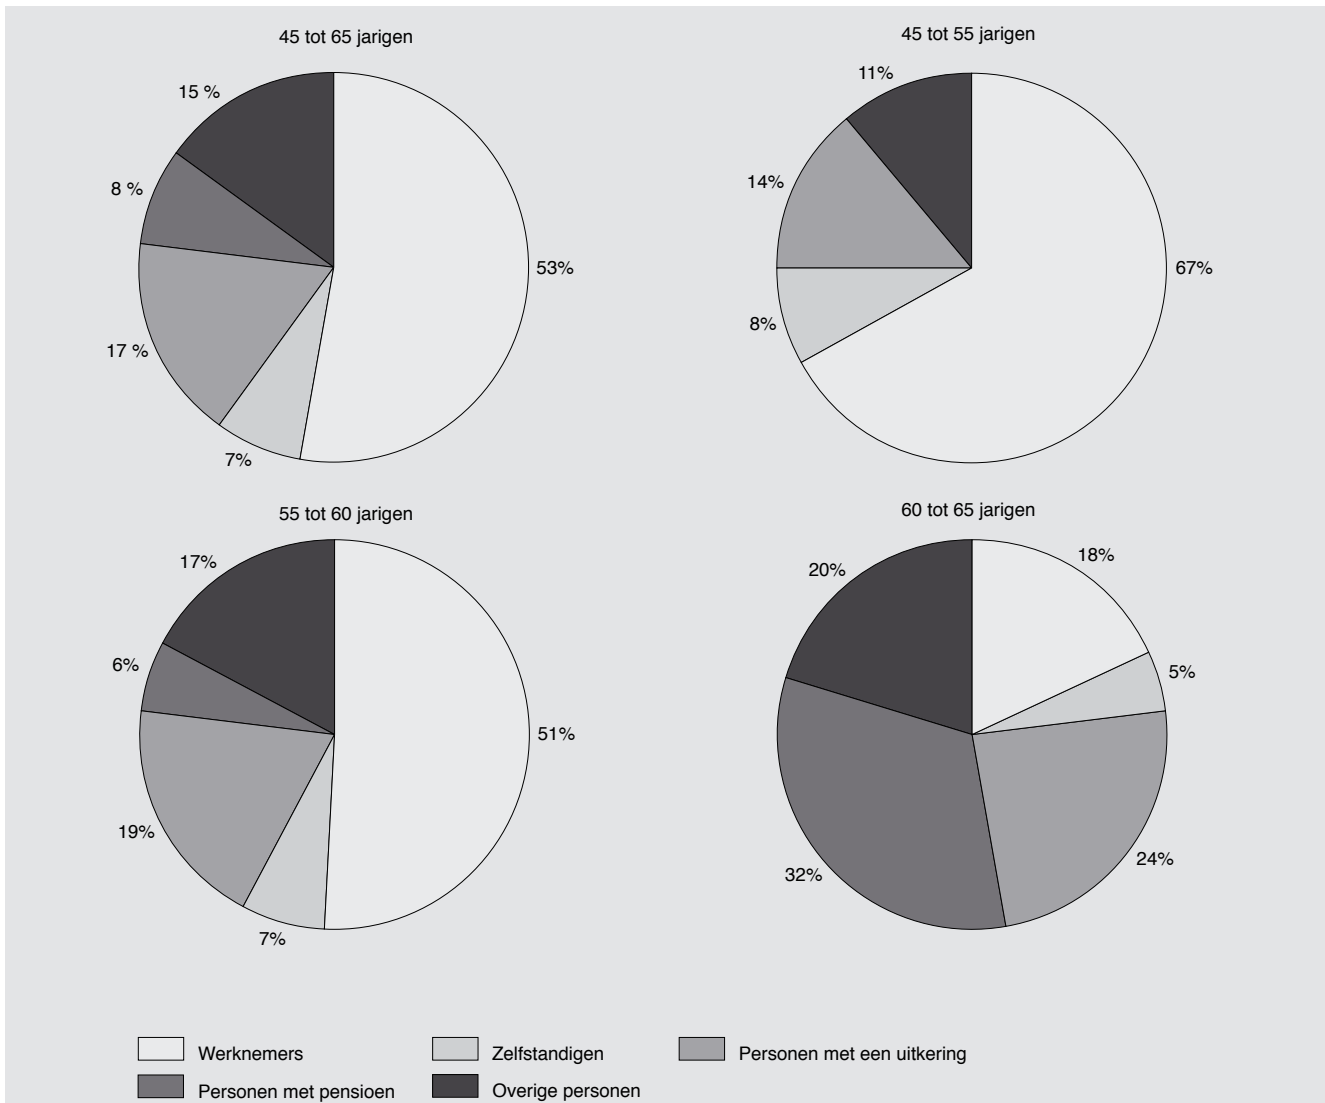 45 tot 65 jarigen
15 %
8 %
53%
17 %
7%
45 tot 55 jarigen
11%
14%
67%
8%
55 tot 60 jarigen
17%
6%
51%
19%
7%
60 tot 65 jarigen
18%
20%
5%
24%
32%
Werknemers
Zelfstandigen
Personen met een uitkering
Personen met pensioen
Overige personen